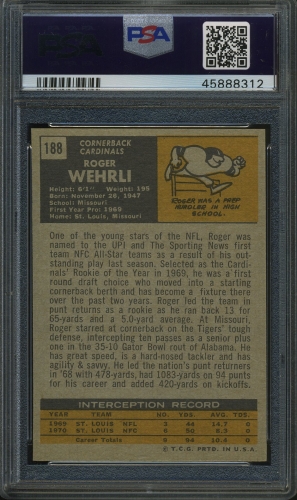 PSA
45888312
188
CORNERBACK
CARDINALS
ROGER
WEHRLI
Height: 6'1" Weight: 195
Born: November 26, 1947
School: Missouri
First Year Pro: 1969
Home: St. Louis, Missouri
ROGER WAS A PREP
HURDLER IN HIGH
SCHOOL.
One of the young stars of the NFL, Roger was
named to the UPI and The Sporting News first
team NFC All-Star teams as a result of his out-
standing play last season. Selected as the Cardi-
nals' Rookie of the Year in 1969, he was a first
round draft choice who moved into a starting
cornerback berth and has become a fixture there
over the past two years. Roger led the team in
punt returns as a rookie as he ran back 13 for
65-yards and a 5.0-yard average. At Missouri,
Roger starred at cornerback on the Tigers' tough
defense, intercepting ten passes as a senior plus
one in the 35-10 Gator Bowl rout of Alabama. He
has great speed, is a hard-nosed tackler and has
agility & savvy. He led the nation's punt returners
in '68 with 478-yards, had 1083-yards on 94 punts
for his career and added 420-yards on kickoffs.
INTERCEPTION RECORD
YEAR TEAM NO. YDS. AVG. TD
1969 ST. LOUIS NFL 3 44 14.7 0
1970 ST. LOUIS NFC 6 50 8.3 0
Career Totals 9 94 10.4 0
© T.C.G. PRTD. IN U.S.A.